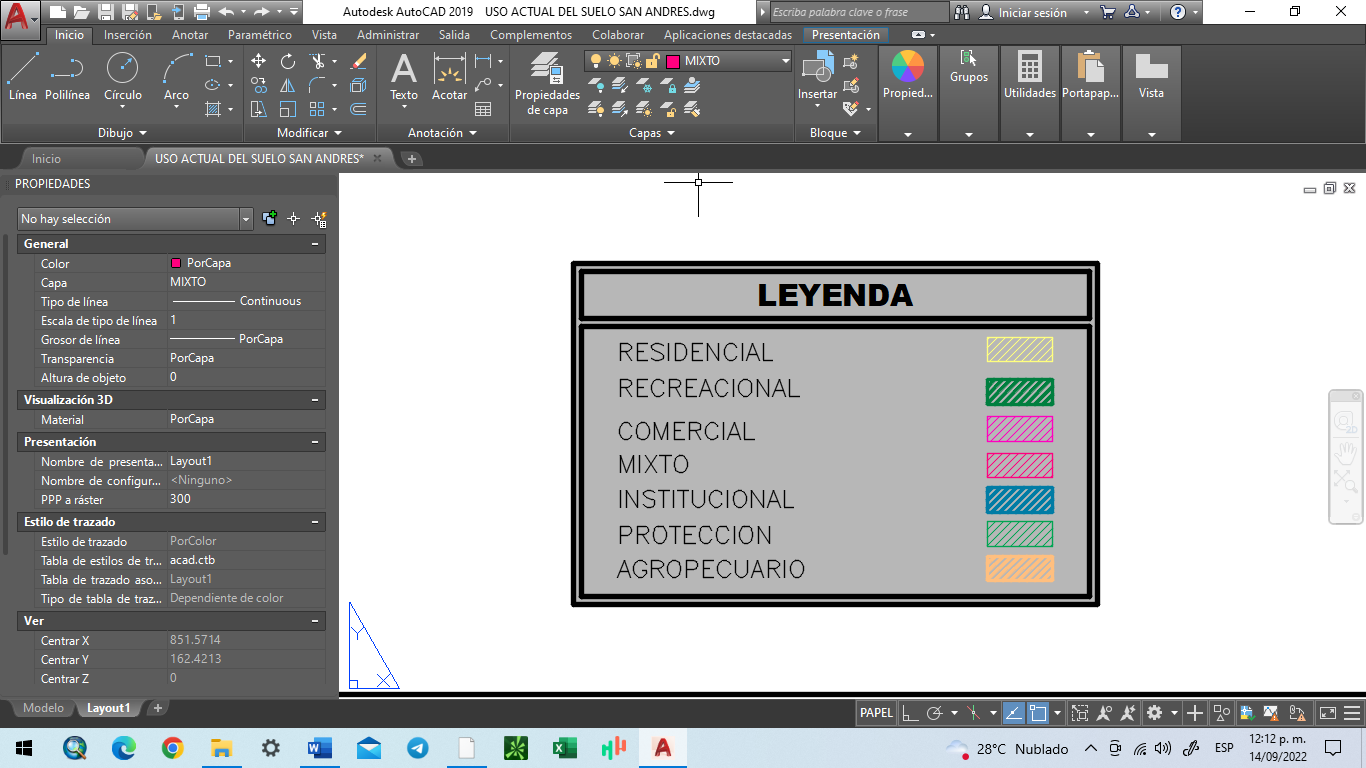 Autodesk AutoCAD 2019 USO ACTUAL DEL SUELO SAN ANDRES.dwg
Escriba palabra clave o frase
Iniciar sesión
Inicio Inserción Anotar Paramétrico Vista Administrar Salida Complementos Colaborar Aplicaciones destacadas Presentación
MIXTO
Línea Polilínea Círculo Arco
Texto Acotar
Propiedades de capa
Insertar
Propied...
Grupos
Utilidades
Portapap...
Vista
Dibujo Modificar Anotación Capas Bloque
Inicio
USO ACTUAL DEL SUELO SAN ANDRES*
PROPIEDADES
No hay selección
General
Color PorCapa
Capa MIXTO
Tipo de línea Continuous
Escala de tipo de línea 1
Grosor de línea PorCapa
Transparencia PorCapa
Altura de objeto 0
Visualización 3D
Material PorCapa
Presentación
Nombre de presenta... Layout1
Nombre de configur... <Ninguno>
PPP a ráster 300
Estilo de trazado
Estilo de trazado PorColor
Tabla de estilos de tr... acad.ctb
Tabla de trazado aso... Layout1
Tipo de tabla de traz... Dependiente de color
Ver
Centrar X 851.5714
Centrar Y 162.4213
Centrar Z 0
LEYENDA
RESIDENCIAL
RECREACIONAL
COMERCIAL
MIXTO
INSTITUCIONAL
PROTECCION
AGROPECUARIO
Y
X
2D
Modelo Layout1
PAPEL
28°C Nublado
ESP
12:12 p. m.
14/09/2022